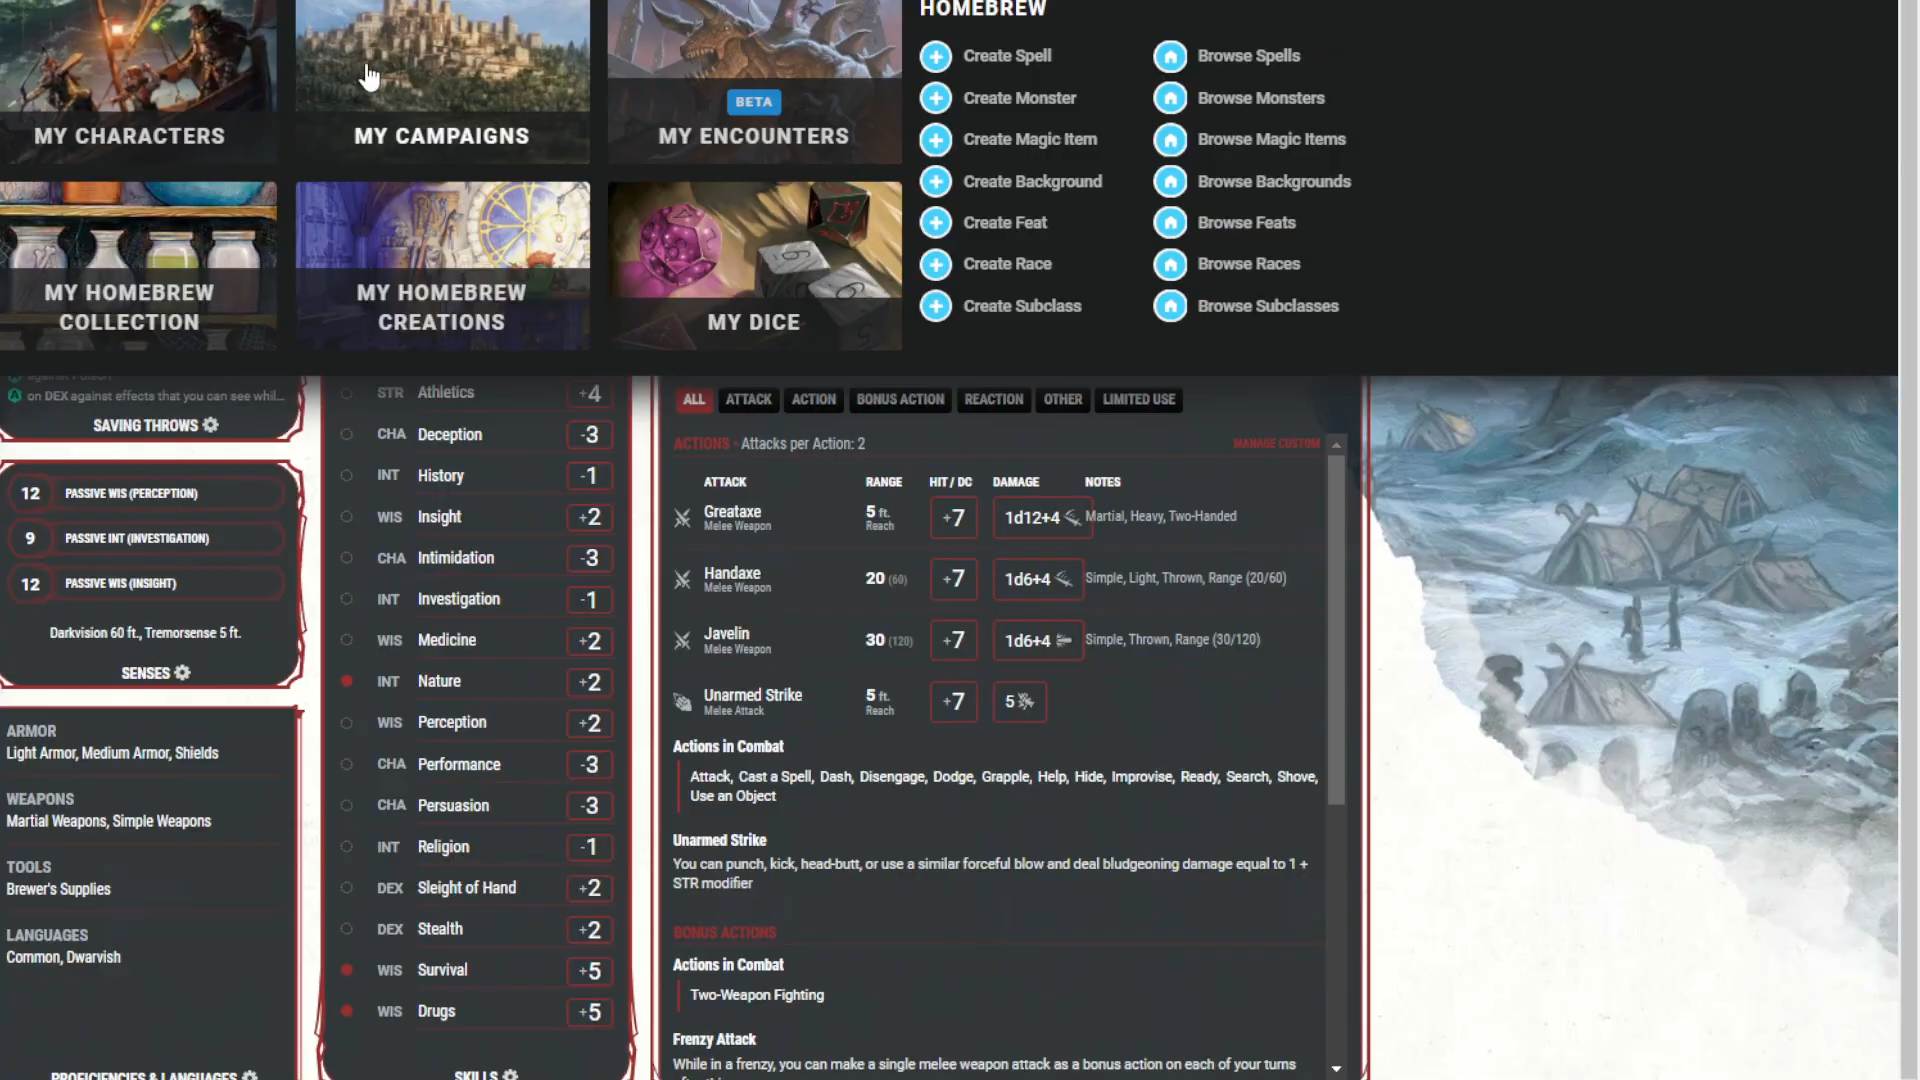 HOMEBREW
MY CHARACTERS
MY CAMPAIGNS
BETA
MY ENCOUNTERS
MY HOMEBREW
COLLECTION
MY HOMEBREW
CREATIONS
MY DICE
Create Spell
Create Monster
Create Magic Item
Create Background
Create Feat
Create Race
Create Subclass
Browse Spells
Browse Monsters
Browse Magic Items
Browse Backgrounds
Browse Feats
Browse Races
Browse Subclasses
against Poison
on DEX against effects that you can see whil...
SAVING THROWS
12 PASSIVE WIS (PERCEPTION)
9 PASSIVE INT (INVESTIGATION)
12 PASSIVE WIS (INSIGHT)
Darkvision 60 ft., Tremorsense 5 ft.
SENSES
ARMOR
Light Armor, Medium Armor, Shields
WEAPONS
Martial Weapons, Simple Weapons
TOOLS
Brewer's Supplies
LANGUAGES
Common, Dwarvish
PROFICIENCIES & LANGUAGES
STR Athletics +4
CHA Deception -3
INT History -1
WIS Insight +2
CHA Intimidation -3
INT Investigation -1
WIS Medicine +2
INT Nature +2
WIS Perception +2
CHA Performance -3
CHA Persuasion -3
INT Religion -1
DEX Sleight of Hand +2
DEX Stealth +2
WIS Survival +5
WIS Drugs +5
SKILLS
ALL ATTACK ACTION BONUS ACTION REACTION OTHER LIMITED USE
ACTIONS • Attacks per Action: 2 MANAGE CUSTOM
ATTACK RANGE HIT / DC DAMAGE NOTES
Greataxe 5 ft. +7 1d12+4 Martial, Heavy, Two-Handed
Melee Weapon Reach
Handaxe 20 (60) +7 1d6+4 Simple, Light, Thrown, Range (20/60)
Melee Weapon
Javelin 30 (120) +7 1d6+4 Simple, Thrown, Range (30/120)
Melee Weapon
Unarmed Strike 5 ft. +7 5
Melee Attack Reach
Actions in Combat
Attack, Cast a Spell, Dash, Disengage, Dodge, Grapple, Help, Hide, Improvise, Ready, Search, Shove,
Use an Object
Unarmed Strike
You can punch, kick, head-butt, or use a similar forceful blow and deal bludgeoning damage equal to 1 +
STR modifier
BONUS ACTIONS
Actions in Combat
Two-Weapon Fighting
Frenzy Attack
While in a frenzy, you can make a single melee weapon attack as a bonus action on each of your turns